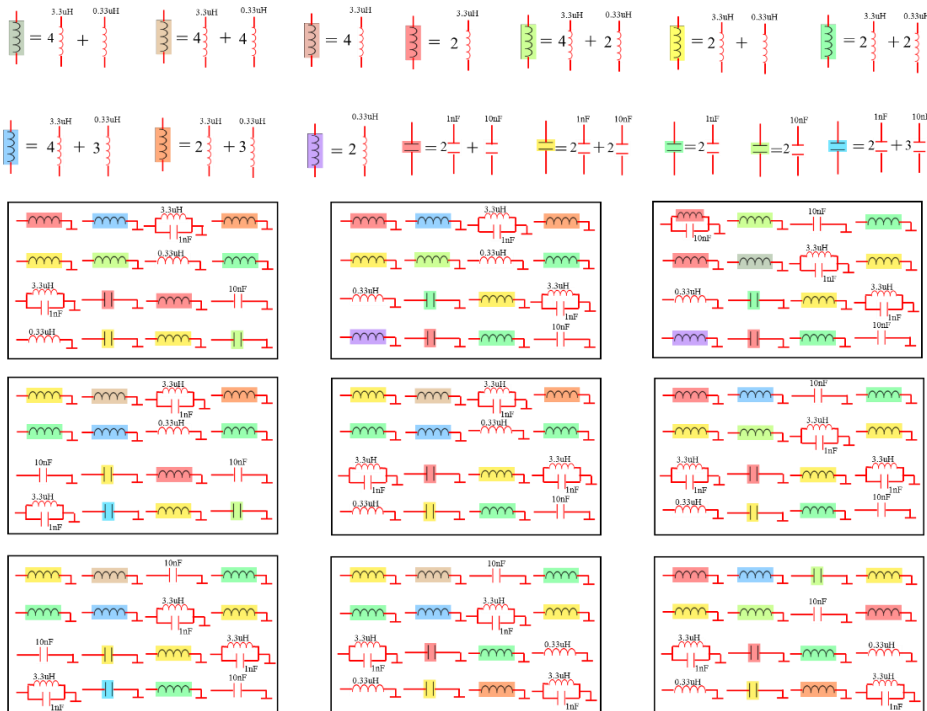 3.3uH 0.33uH 3.3uH 0.33uH 3.3uH 3.3uH 3.3uH 0.33uH 3.3uH 0.33uH 3.3uH 0.33uH
= 4 + = 4 + 4 = 4 = 2 = 4 + 2 = 2 + = 2 + 2
3.3uH 0.33uH 3.3uH 0.33uH 0.33uH 1nF 10nF 1nF 10nF 1nF 10nF 1nF 10nF
= 4 + 3 = 2 + 3 = 2 =2 + =2 + 2 =2 =2 =2 + 3
3.3uH 3.3uH 10nF
1nF 1nF 10nF
0.33uH 0.33uH 3.3uH
1nF
3.3uH 10nF 0.33uH 3.3uH 0.33uH 3.3uH
1nF 1nF 1nF
0.33uH 10nF 10nF
3.3uH 3.3uH 10nF
1nF 1nF
0.33uH 0.33uH 3.3uH
1nF
10nF 10nF 3.3uH 3.3uH 3.3uH 3.3uH
1nF 1nF 1nF 1nF
3.3uH 0.33uH 10nF 0.33uH 10nF
1nF
10nF 10nF
3.3uH 3.3uH 10nF
1nF 1nF
10nF 3.3uH 3.3uH 0.33uH 3.3uH 0.33uH
1nF 1nF 1nF
3.3uH 10nF 0.33uH 3.3uH 0.33uH 3.3uH
1nF 1nF 1nF